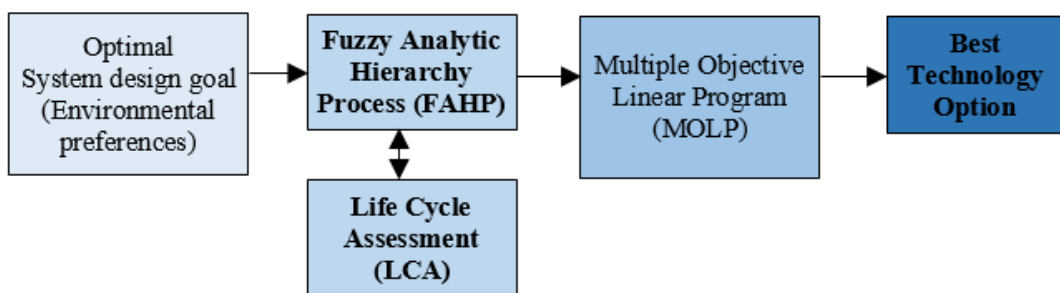 Optimal
System design goal
(Environmental
preferences)
Fuzzy Analytic
Hierarchy
Process (FAHP)
Life Cycle
Assessment
(LCA)
Multiple Objective
Linear Program
(MOLP)
Best
Technology
Option